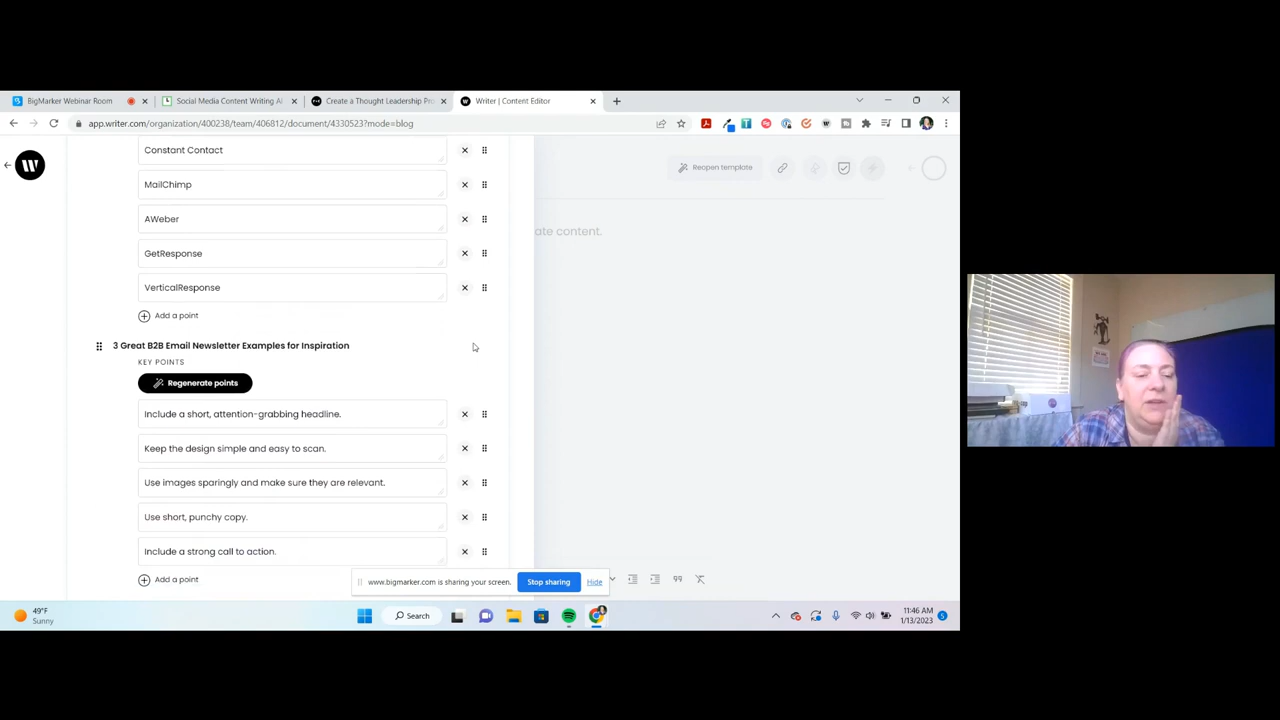 BigMarker Webinar Room
Social Media Content Writing AI
Create a Thought Leadership Pro
Writer | Content Editor
app.writer.com/organization/400238/team/406812/document/4330523?mode=blog
W
Constant Contact
Reopen template
MailChimp
AWeber
ate content.
GetResponse
VerticalResponse
Add a point
3 Great B2B Email Newsletter Examples for Inspiration
KEY POINTS
Regenerate points
Include a short, attention-grabbing headline.
Keep the design simple and easy to scan.
Use images sparingly and make sure they are relevant.
Use short, punchy copy.
Include a strong call to action.
Add a point
www.bigmarker.com is sharing your screen.
Stop sharing
Hide
49°F
Sunny
Search
11:46 AM
1/13/2023
5